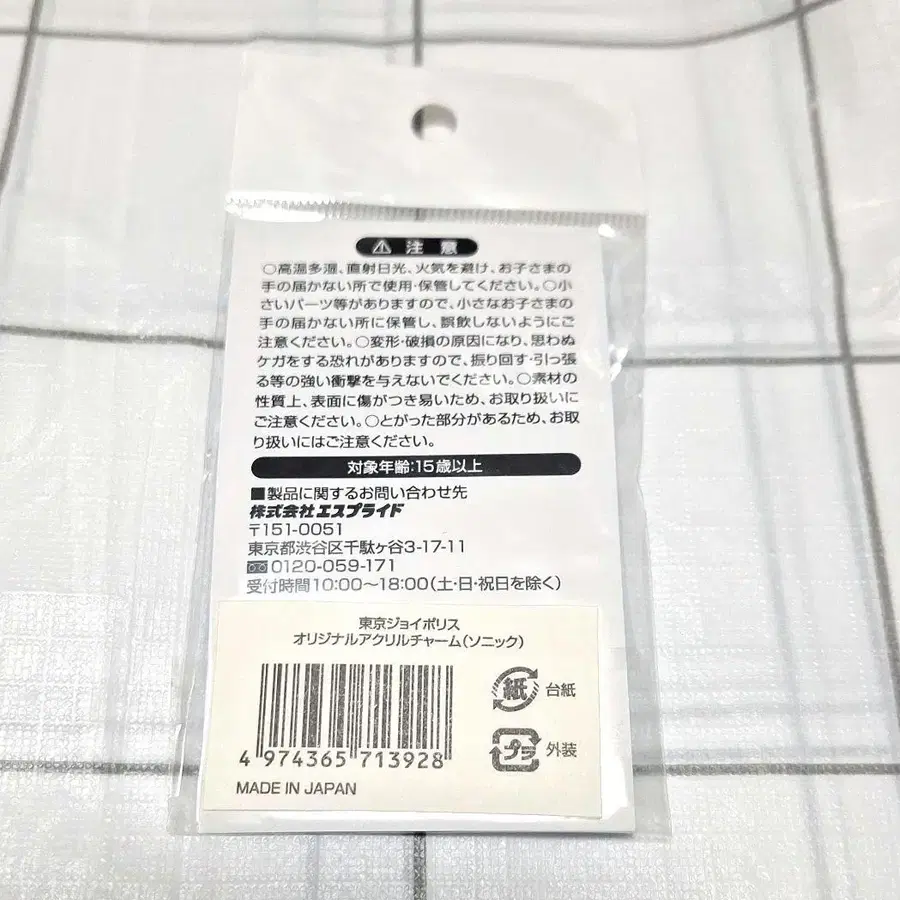 ⚠ 注意
○高温多湿、直射日光、火気を避け、お子さまの
手の届かない所で使用・保管してください。○小
さいパーツ等がありますので、小さなお子さまの
手の届かない所に保管し、誤飲しないようにご
注意ください。○変形・破損の原因になり、思わぬ
ケガをする恐れがありますので、振り回す・引っ張
る等の強い衝撃を与えないでください。○素材の
性質上、表面に傷がつき易いため、お取り扱いに
ご注意ください。○とがった部分があるため、お取
り扱いにはご注意ください。
対象年齢:15歳以上
■製品に関するお問い合わせ先
株式会社エスプライド
〒151-0051
東京都渋谷区千駄ヶ谷3-17-11
0120-059-171
受付時間10:00〜18:00(土・日・祝日を除く)
東京ジョイポリス
オリジナルアクリルチャーム(ソニック)
紙 台紙
プラ 外装
4 974365 713928
MADE IN JAPAN